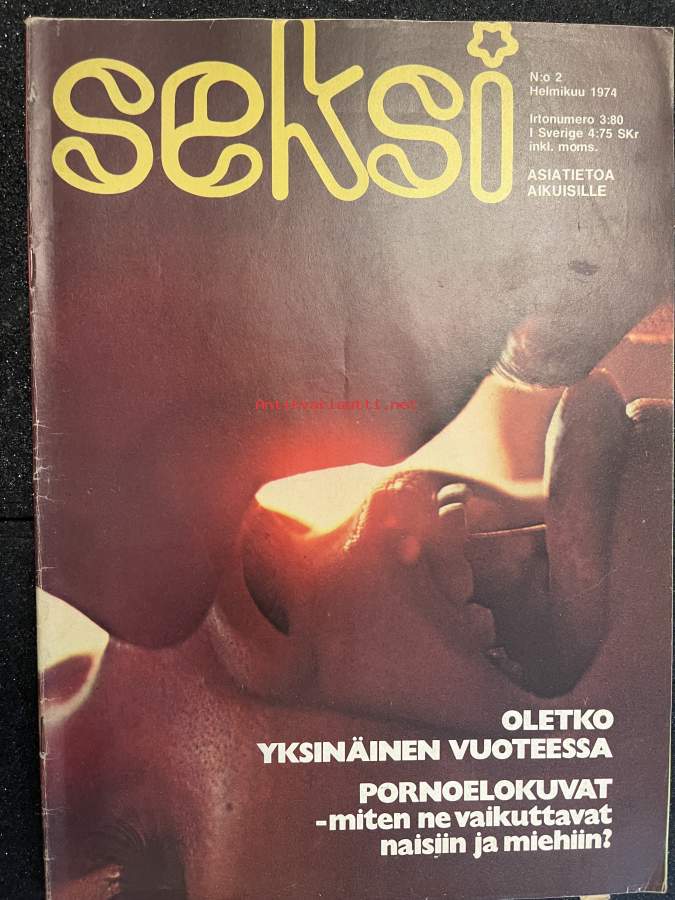 seksi
N:o 2
Helmikuu 1974
Irtonumero 3:80
I Sverige 4:75 SKr
inkl. moms.
ASIATIETOA
AIKUISILLE
Antikvariaatti.net
OLETKO
YKSINÄINEN VUOTEESSA
PORNOELOKUVAT
-miten ne vaikuttavat
naisiin ja miehiin?